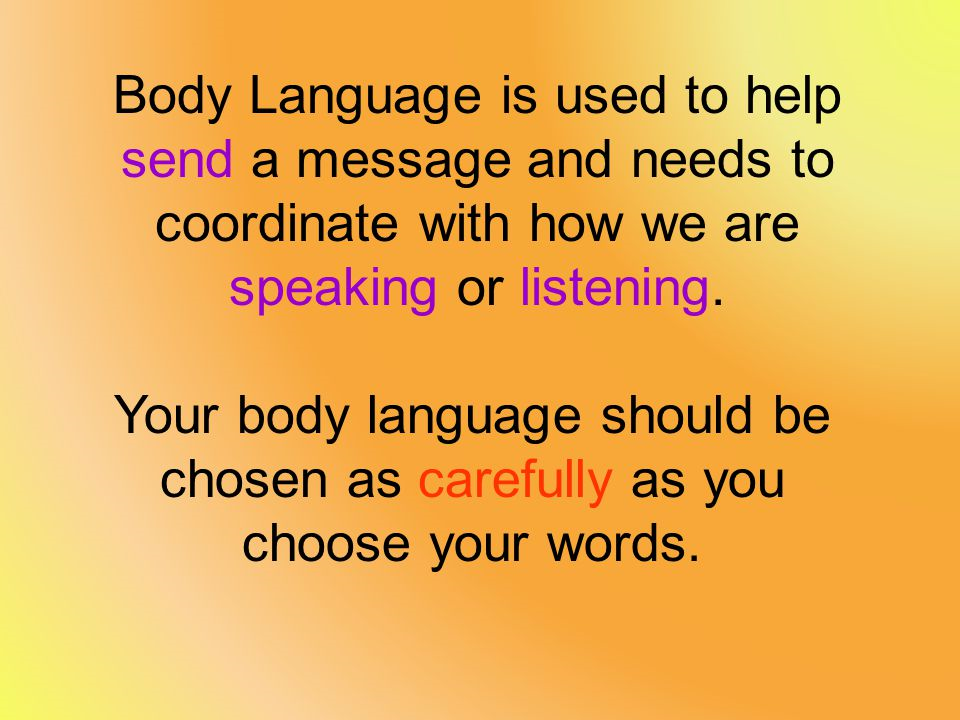 Body Language is used to help
send a message and needs to
coordinate with how we are
speaking or listening.
Your body language should be
chosen as carefully as you
choose your words.